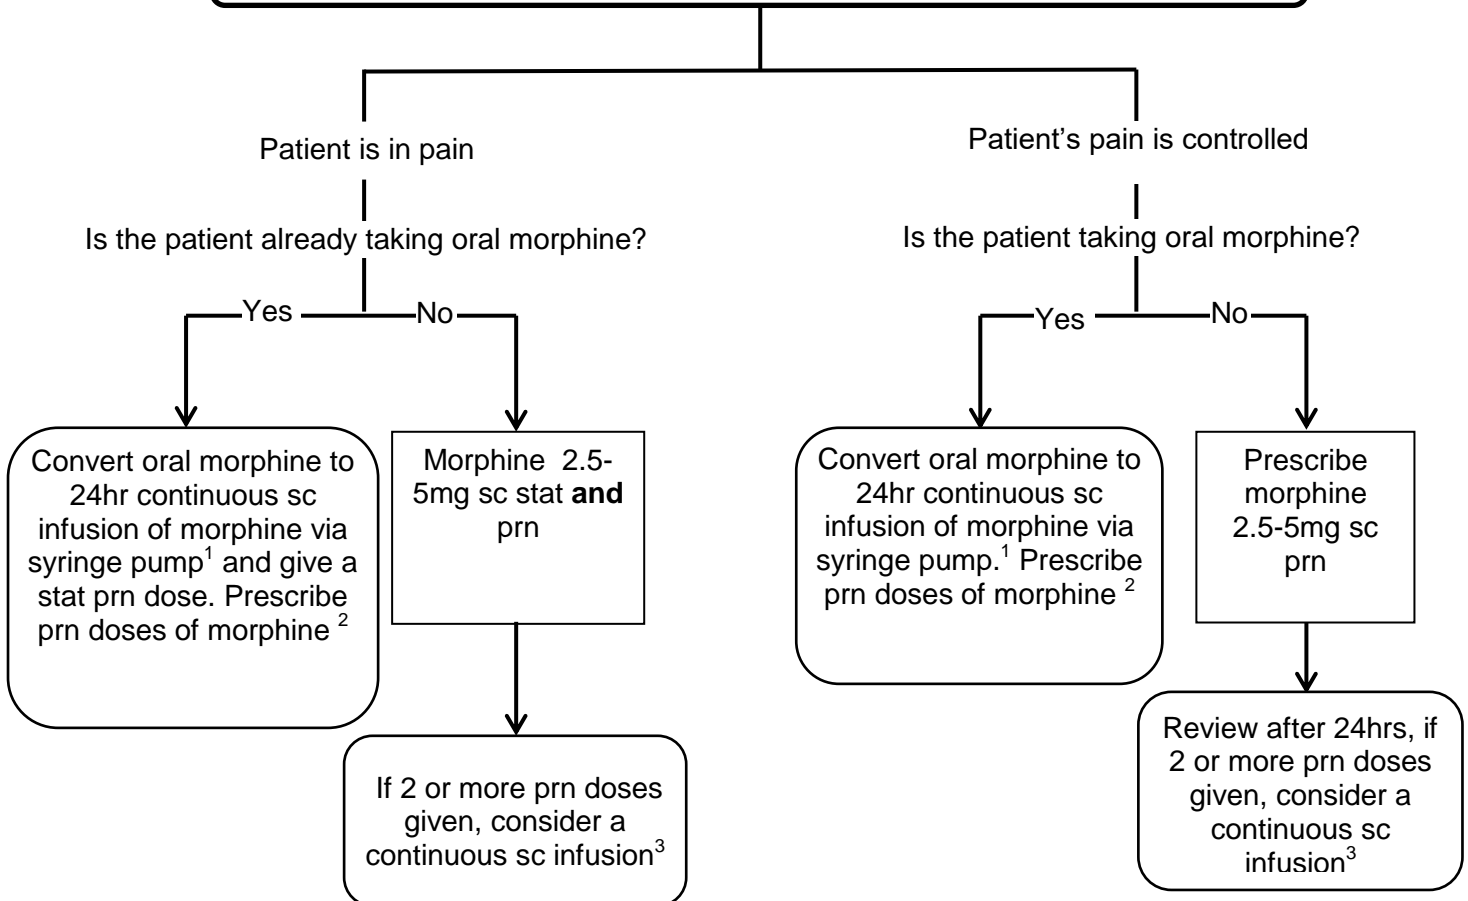 Patient is in pain
Is the patient already taking oral morphine?
Yes
No
Convert oral morphine to
24hr continuous sc
infusion of morphine via
syringe pump1 and give a
stat prn dose. Prescribe
prn doses of morphine 2
Morphine 2.5-
5mg sc stat and
prn
If 2 or more prn doses
given, consider a
continuous sc infusion3
Patient’s pain is controlled
Is the patient taking oral morphine?
Yes
No
Convert oral morphine to
24hr continuous sc
infusion of morphine via
syringe pump.1 Prescribe
prn doses of morphine 2
Prescribe
morphine
2.5-5mg sc
prn
Review after 24hrs, if
2 or more prn doses
given, consider a
continuous sc
infusion3